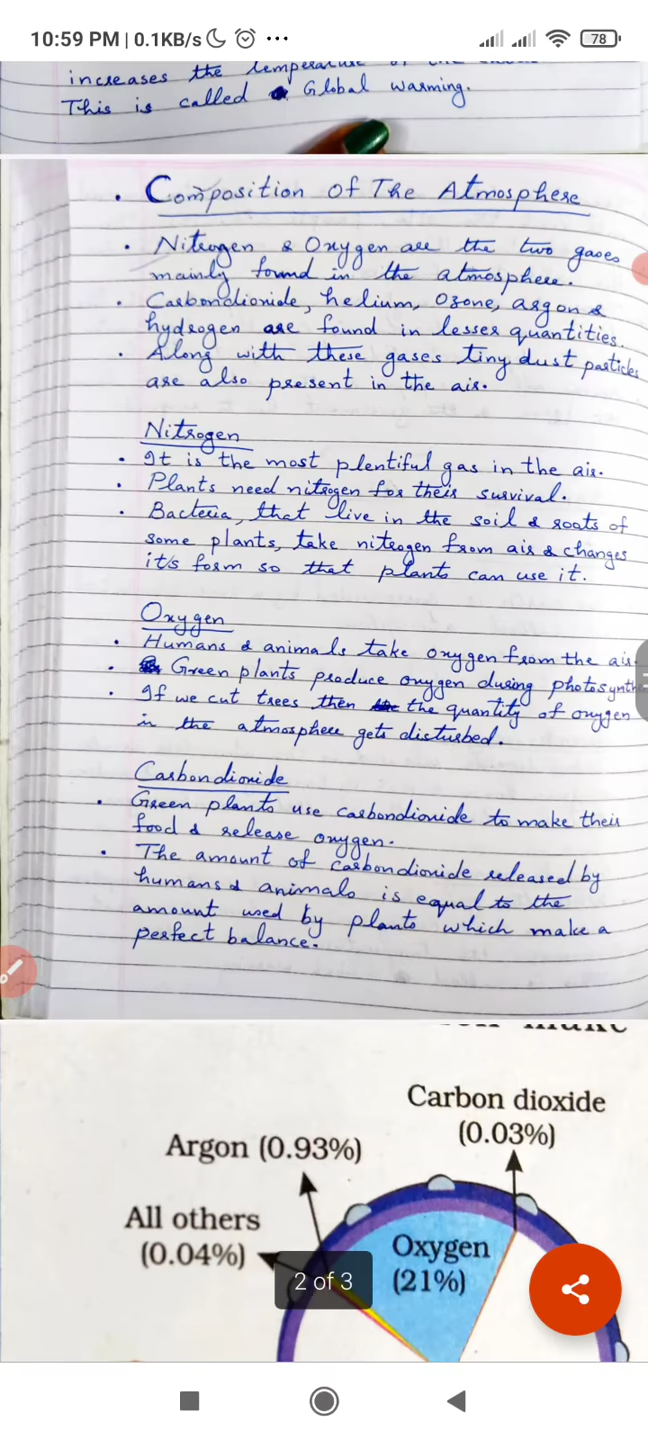 10:59 PM | 0.1KB/s ...
78
increases the temperature of the
This is called Global warming.
• Composition of The Atmosphere
• Nitrogen & Oxygen are the two gases
mainly found in the atmosphere.
• Carbondioxide, helium, Ozone, argon &
hydrogen are found in lesser quantities.
• Along with these gases tiny dust particles
are also present in the air.
Nitrogen
• It is the most plentiful gas in the air.
• Plants need nitrogen for their survival.
• Bacteria, that live in the soil & roots of
some plants, take nitrogen from air & changes
it's form so that plants can use it.
Oxygen
• Humans & animals take oxygen from the air.
• Green plants produce oxygen during photosynthe
• If we cut trees then the quantity of oxygen
in the atmosphere gets disturbed.
Carbondioxide
• Green plants use carbondioxide to make their
food & release oxygen.
• The amount of carbondioxide released by
humans & animals is equal to the
amount used by plants which make a
perfect balance.
make
Carbon dioxide
(0.03%)
Argon (0.93%)
All others
(0.04%)
Oxygen
(21%)
2 of 3